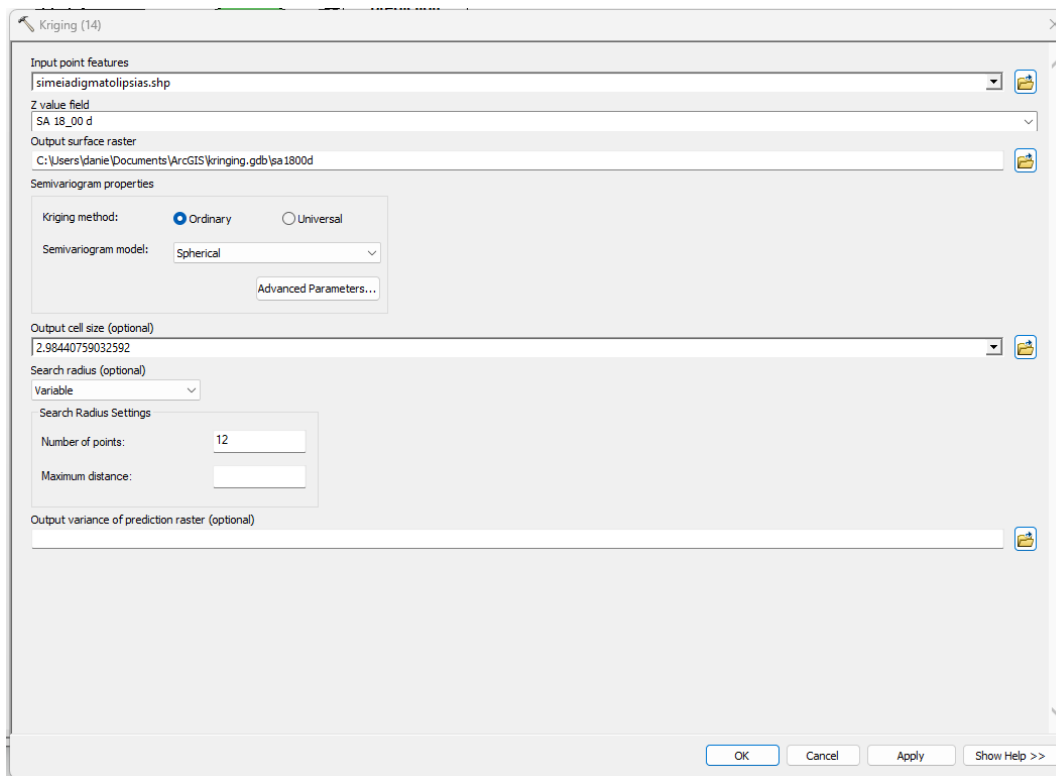 Kriging (14)
Input point features
simeiadigmatolipsias.shp
Z value field
SA 18_00 d
Output surface raster
C:\Users\danie\Documents\ArcGIS\kringing.gdb\sa1800d
Semivariogram properties
Kriging method: Ordinary Universal
Semivariogram model: Spherical
Advanced Parameters...
Output cell size (optional)
2.98440759032592
Search radius (optional)
Variable
Search Radius Settings
Number of points: 12
Maximum distance:
Output variance of prediction raster (optional)
OK Cancel Apply Show Help >>